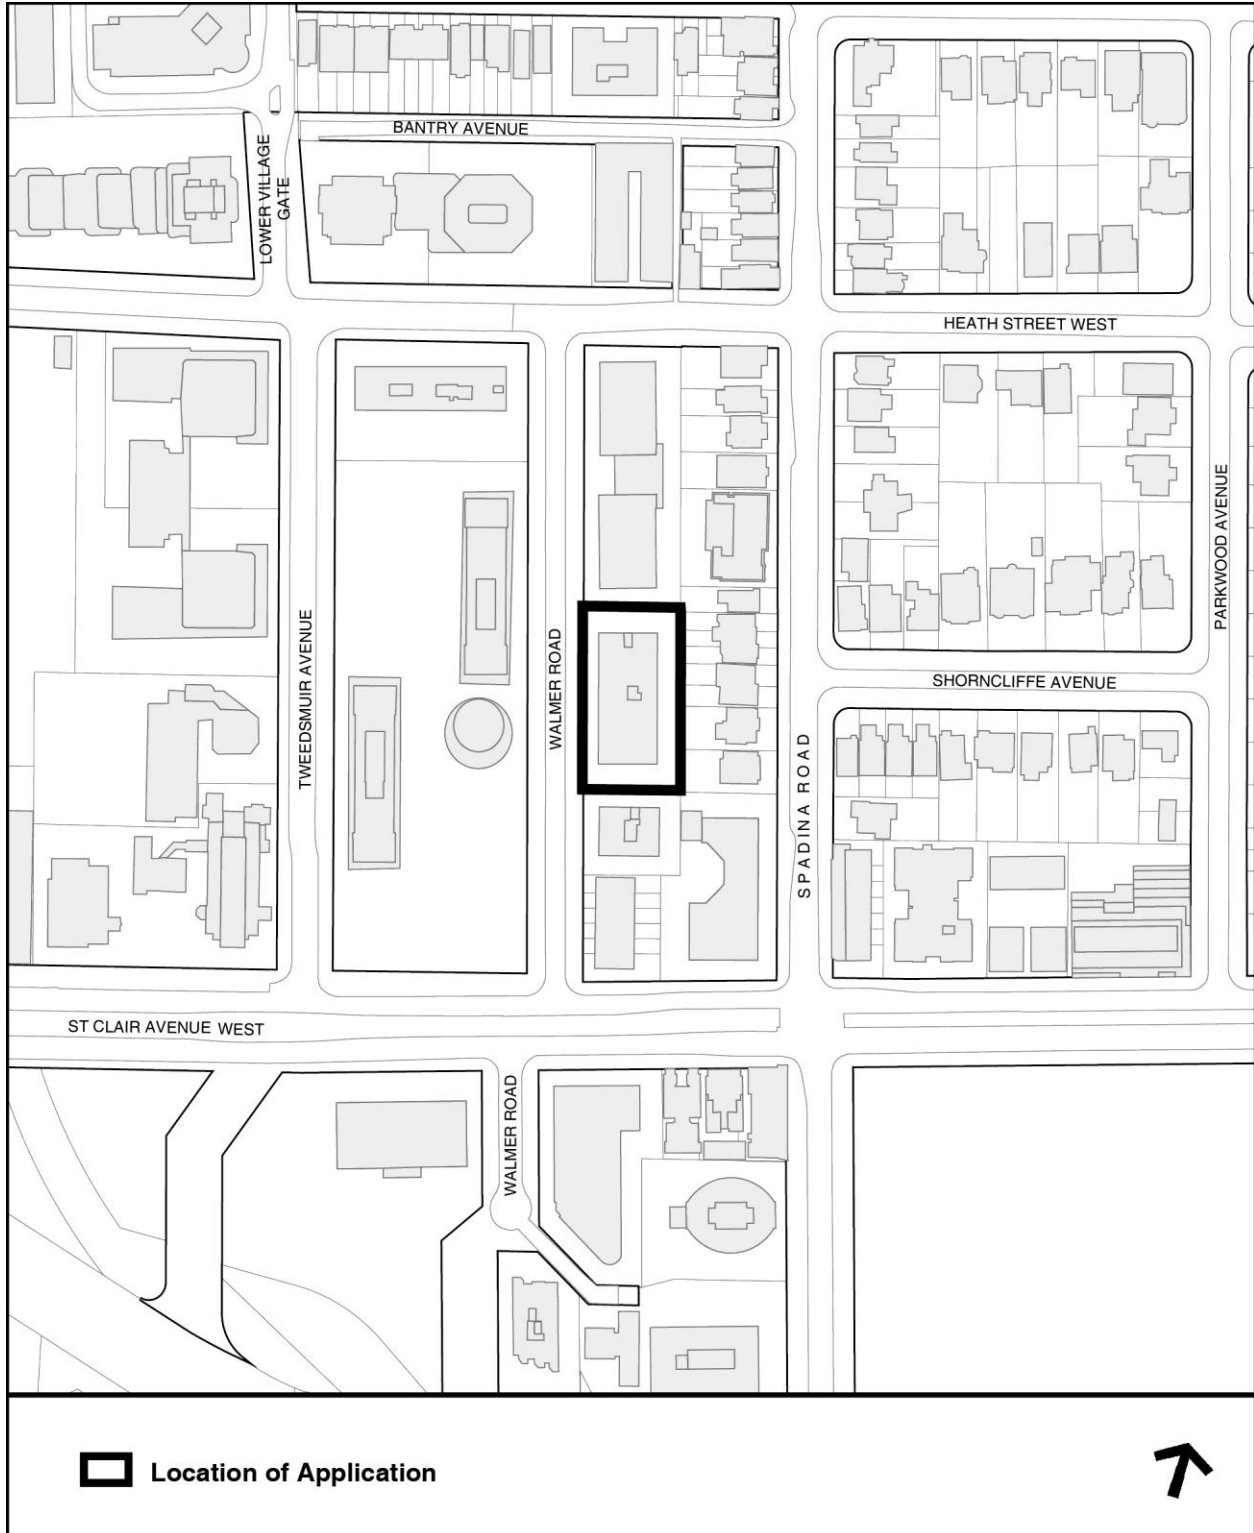 BANTRY AVENUE
LOWER VILLAGE
GATE
HEATH STREET WEST
PARKWOOD AVENUE
TWEEDSMUIR AVENUE
WALMER ROAD
SHORNCLIFFE AVENUE
SPADINA ROAD
ST CLAIR AVENUE WEST
WALMER ROAD
Location of Application